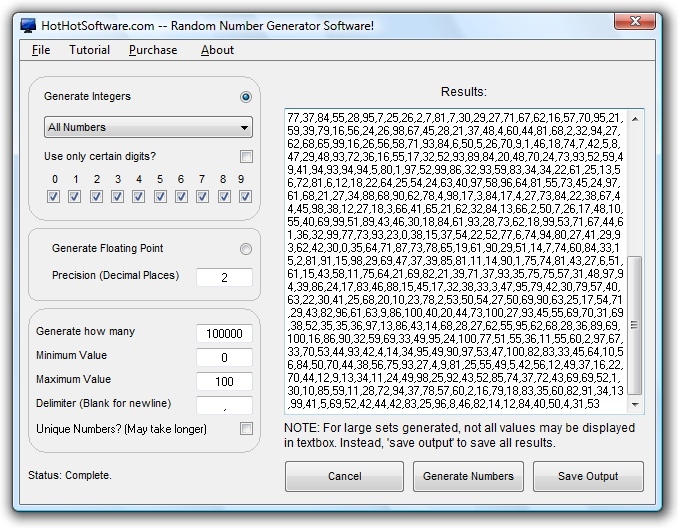 HotHotSoftware.com -- Random Number Generator Software!
File Tutorial Purchase About
Generate Integers
All Numbers
Use only certain digits?
0 1 2 3 4 5 6 7 8 9
Generate Floating Point
Precision (Decimal Places) 2
Generate how many 100000
Minimum Value 0
Maximum Value 100
Delimiter (Blank for newline) ,
Unique Numbers? (May take longer)
Status: Complete.
Results:
77,37,84,55,28,95,7,25,26,2,7,81,7,30,29,27,71,67,62,16,57,70,95,21
,59,39,79,16,56,24,26,98,67,45,28,21,37,48,4,60,44,81,68,2,32,94,27,
62,68,65,99,16,26,56,58,71,93,84,6,50,5,26,70,9,1,46,18,74,7,42,5,8
,47,29,48,93,72,36,16,55,17,32,52,93,89,84,20,48,70,24,73,93,52,59,4
9,41,94,93,94,94,5,80,1,97,52,99,86,32,93,59,83,34,34,22,61,25,13,5
6,72,81,6,12,18,22,64,25,54,24,63,40,97,58,96,64,81,55,73,45,24,97,
61,68,21,27,34,88,68,90,62,78,4,98,17,3,84,17,4,27,73,84,22,38,67,4
4,45,98,38,12,27,18,3,66,41,65,21,62,32,84,13,66,2,50,7,26,17,48,10,
55,40,69,99,51,89,43,46,30,18,84,61,93,28,73,62,18,99,53,71,67,44,6
1,36,32,99,77,73,93,23,0,38,15,37,54,22,52,77,6,74,94,80,27,41,29,9
3,62,42,30,0,35,64,71,87,73,78,65,19,61,90,29,51,14,7,74,60,84,33,1
5,2,81,91,15,98,29,69,47,37,39,85,81,11,14,90,1,75,74,81,43,27,6,51,
61,15,43,58,11,75,64,21,69,82,21,39,71,37,93,35,75,75,57,31,48,97,9
4,39,86,24,17,83,46,88,15,45,17,32,38,33,3,47,95,79,42,30,79,57,40,
63,22,30,41,25,68,20,10,23,78,2,53,50,54,27,50,69,90,63,25,17,54,71
,29,43,82,96,61,63,9,86,100,40,20,44,73,100,27,93,45,55,69,70,31,69
,38,52,35,35,36,97,13,86,43,14,68,28,27,62,55,95,62,68,28,36,89,69,
100,16,86,90,32,59,69,33,49,95,24,100,77,51,55,36,11,55,60,2,97,67,
33,70,53,44,93,42,4,14,34,95,49,90,97,53,47,100,82,83,33,45,64,10,5
6,84,50,70,44,38,56,75,93,27,4,9,81,25,55,49,5,42,56,12,49,37,16,22
,70,44,12,9,13,34,11,24,49,98,25,92,43,52,85,74,37,72,43,69,69,52,1,
30,10,85,59,11,28,72,94,37,78,57,60,2,16,79,18,83,35,60,82,91,34,13
,99,41,5,69,52,42,44,42,83,25,96,8,46,82,14,12,84,40,50,4,31,53
NOTE: For large sets generated, not all values may be displayed
in textbox. Instead, 'save output' to save all results.
Cancel Generate Numbers Save Output